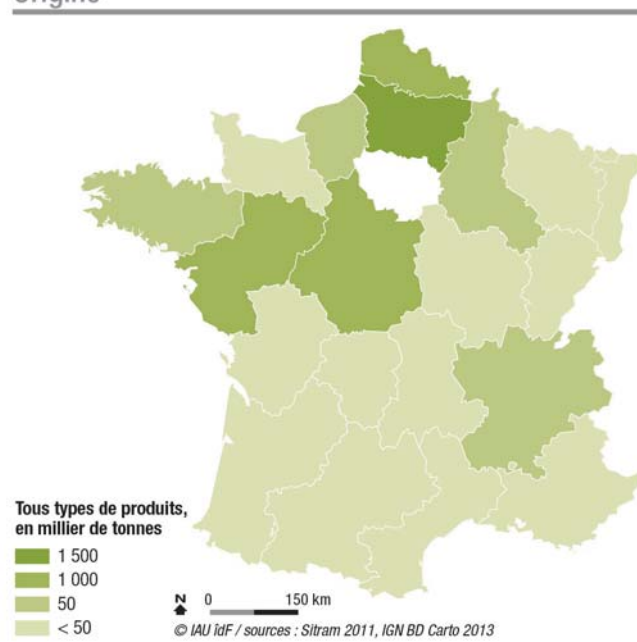 Origine
Tous types de produits,
en millier de tonnes
1 500
1 000
50
< 50
N 0 150 km
© IAU îdF / sources : Sitram 2011, IGN BD Carto 2013